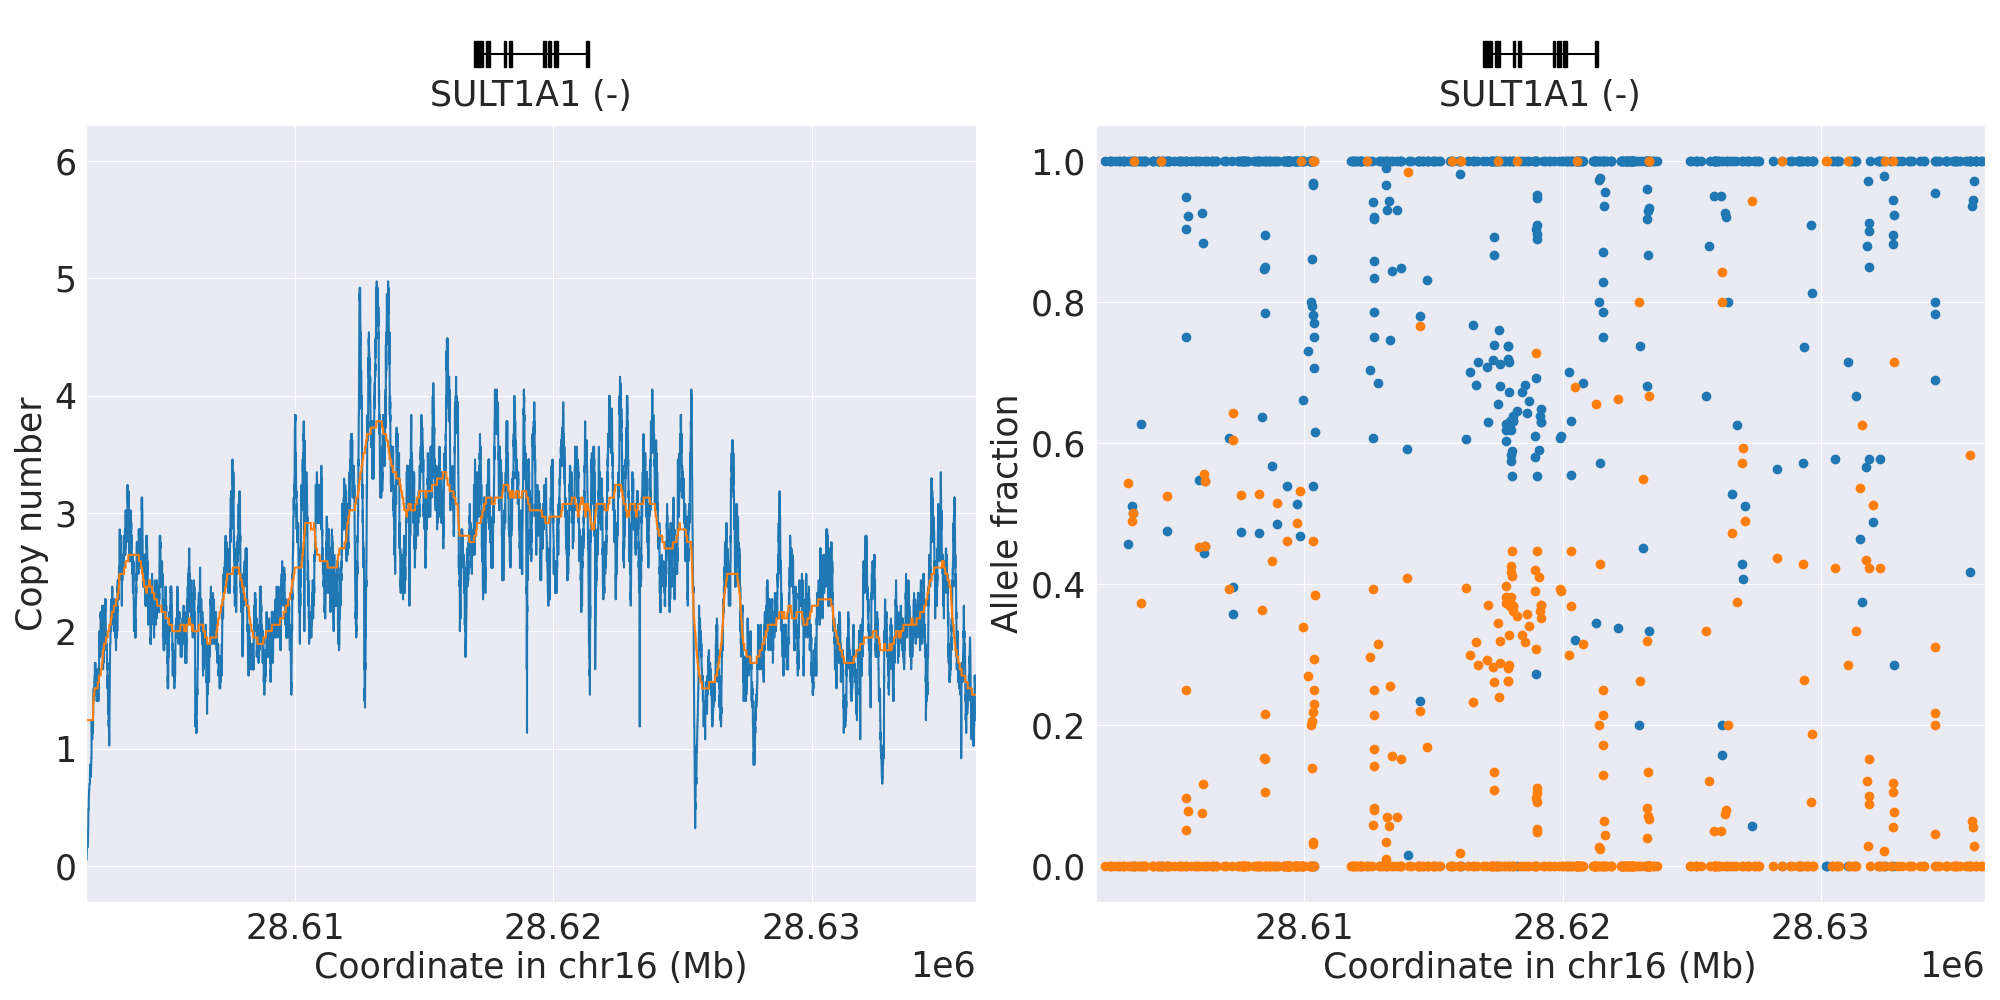 SULT1A1 (-)
6
5
4
3
2
1
0
Copy number
28.61
28.62
28.63
Coordinate in chr16 (Mb)
1e6
SULT1A1 (-)
1.0
0.8
0.6
0.4
0.2
0.0
Allele fraction
28.61
28.62
28.63
Coordinate in chr16 (Mb)
1e6